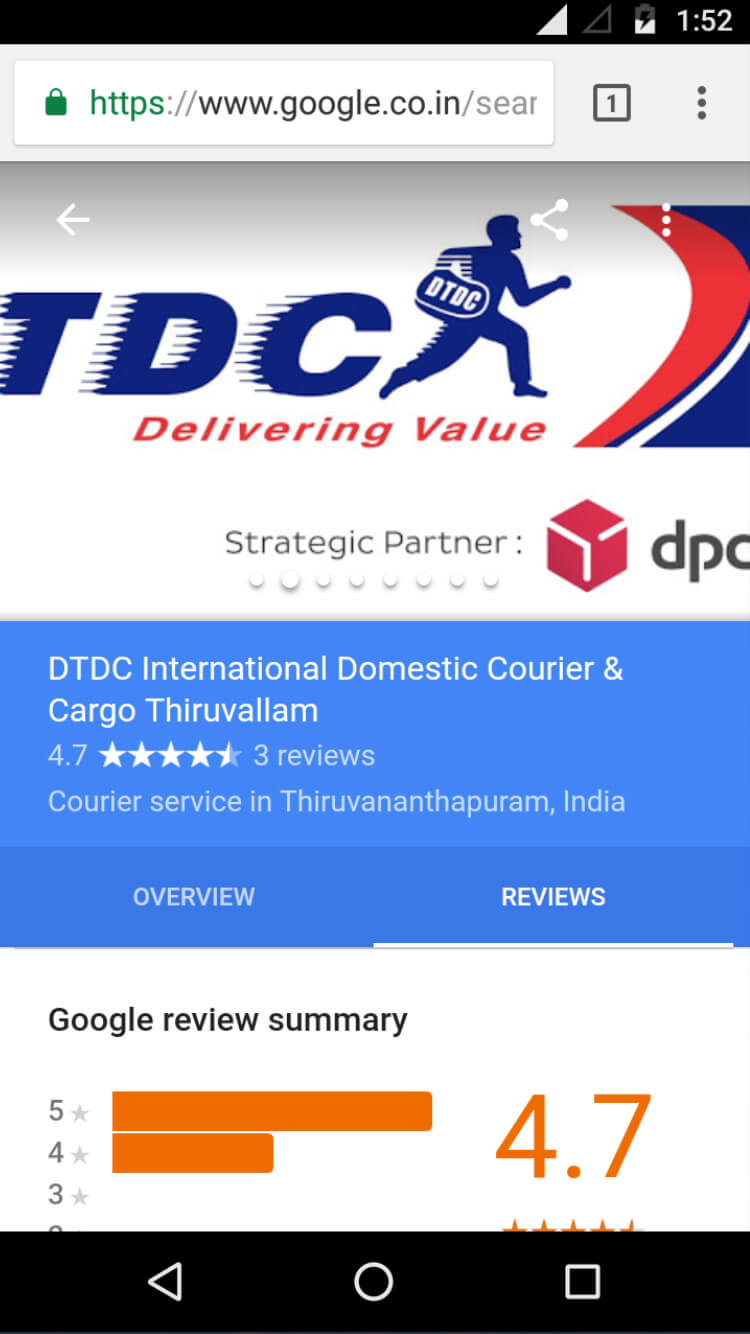 1:52
https://www.google.co.in/sear
1
TDC
DTDC
Delivering Value
Strategic Partner :
dpd
DTDC International Domestic Courier &
Cargo Thiruvallam
4.7 ★★★★★ 3 reviews
Courier service in Thiruvananthapuram, India
OVERVIEW
REVIEWS
Google review summary
5 ★
4 ★
3 ★
4.7